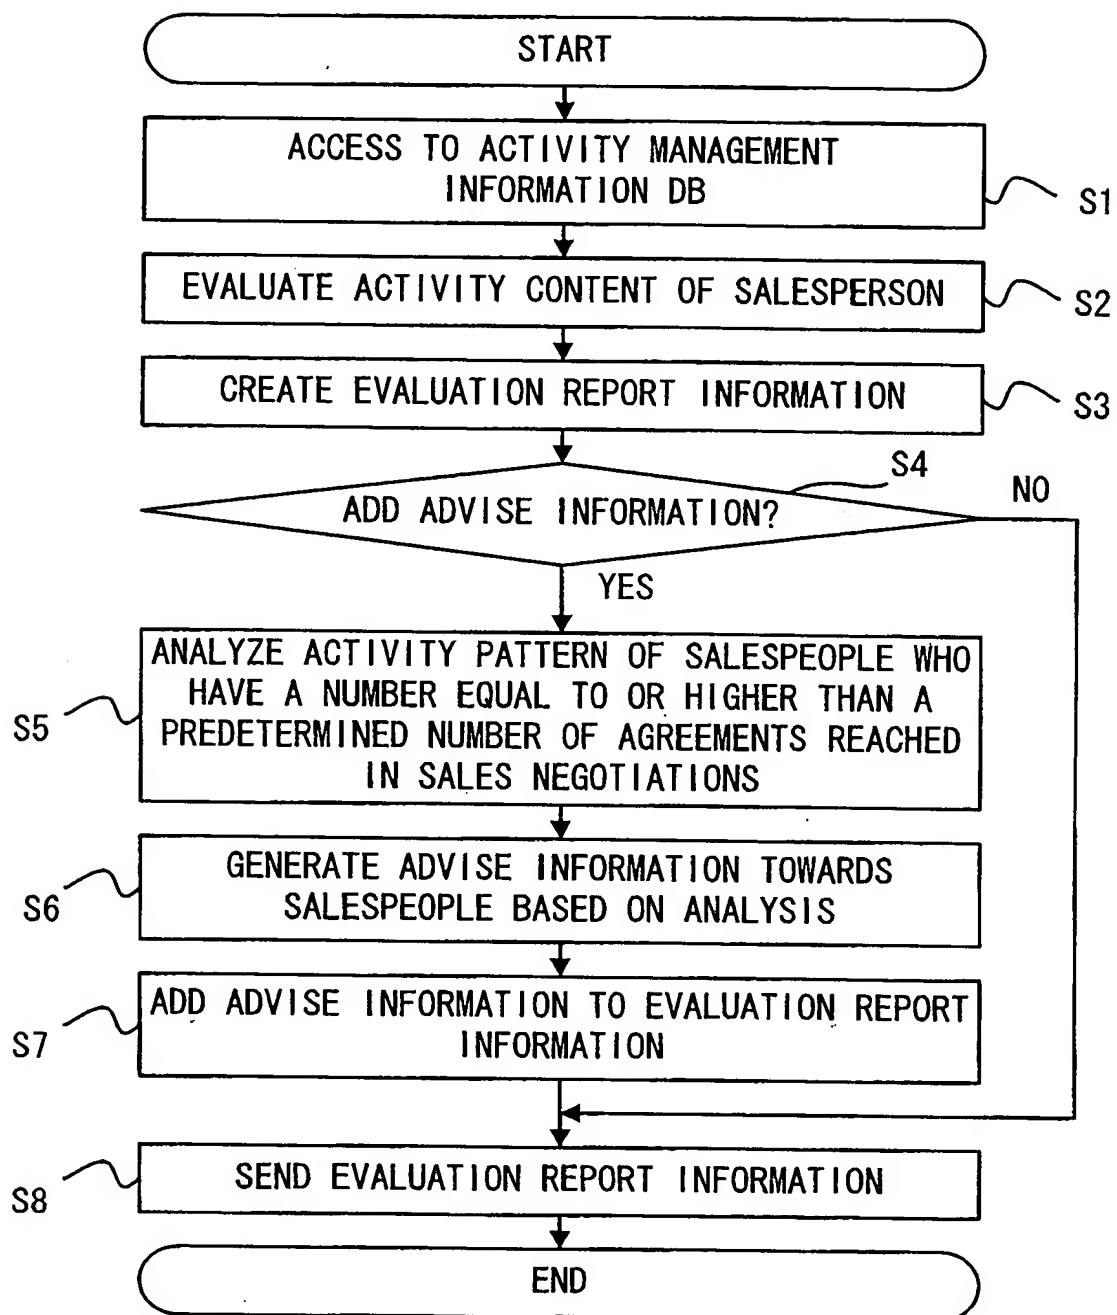 START
ACCESS TO ACTIVITY MANAGEMENT
INFORMATION DB
S1
EVALUATE ACTIVITY CONTENT OF SALESPERSON
S2
CREATE EVALUATION REPORT INFORMATION
S3
S4
ADD ADVISE INFORMATION?
NO
YES
ANALYZE ACTIVITY PATTERN OF SALESPEOPLE WHO
HAVE A NUMBER EQUAL TO OR HIGHER THAN A
PREDETERMINED NUMBER OF AGREEMENTS REACHED
IN SALES NEGOTIATIONS
S5
GENERATE ADVISE INFORMATION TOWARDS
SALESPEOPLE BASED ON ANALYSIS
S6
ADD ADVISE INFORMATION TO EVALUATION REPORT
INFORMATION
S7
SEND EVALUATION REPORT INFORMATION
S8
END